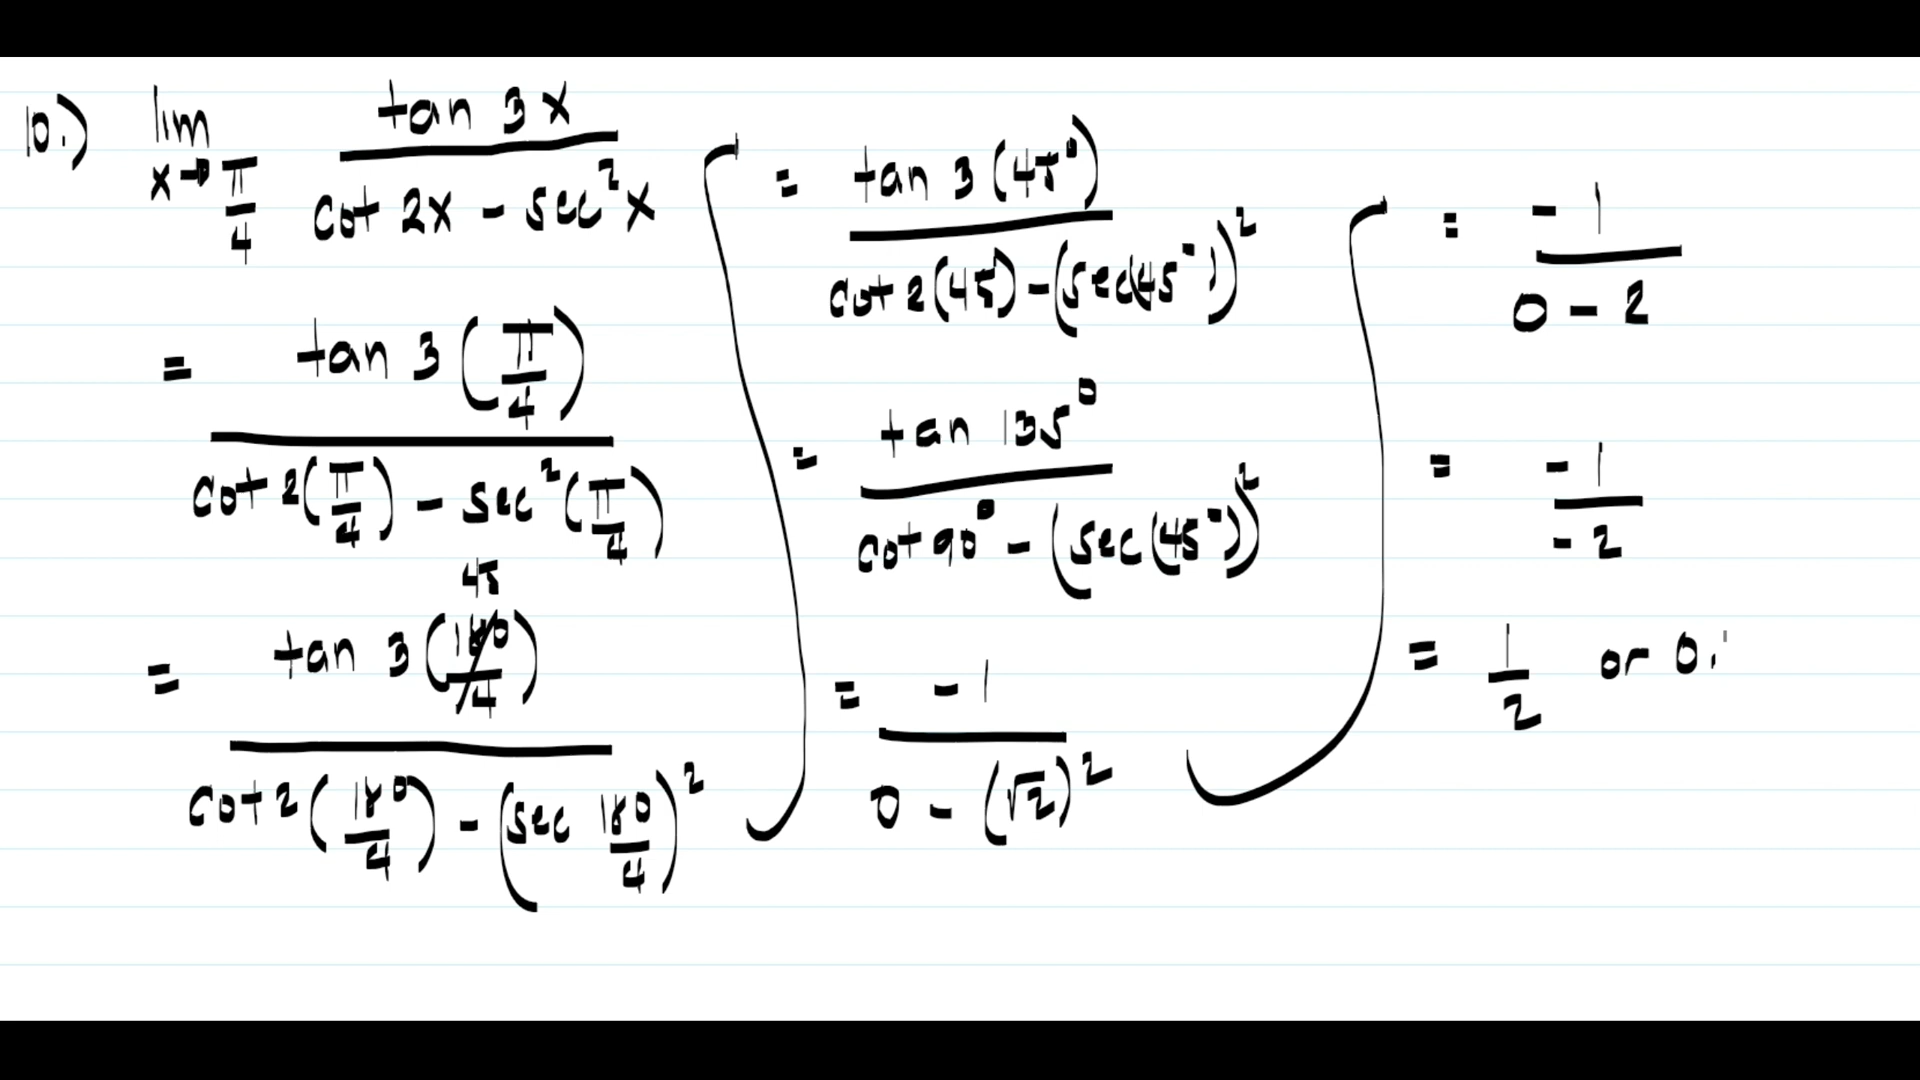 10.) lim x→π/4 tan 3x / cot 2x - sec²x
= tan 3(π/4) / cot 2(π/4) - sec²(π/4)
45
= tan 3(180/4) / cot 2(180/4) - (sec 180/4)²
= tan 3(45°) / cot 2(45) - (sec(45°))²
= tan 135° / cot 90° - (sec(45°))²
= -1 / 0 - (√2)²
= -1 / 0 - 2
= -1 / -2
= 1/2 or 0.